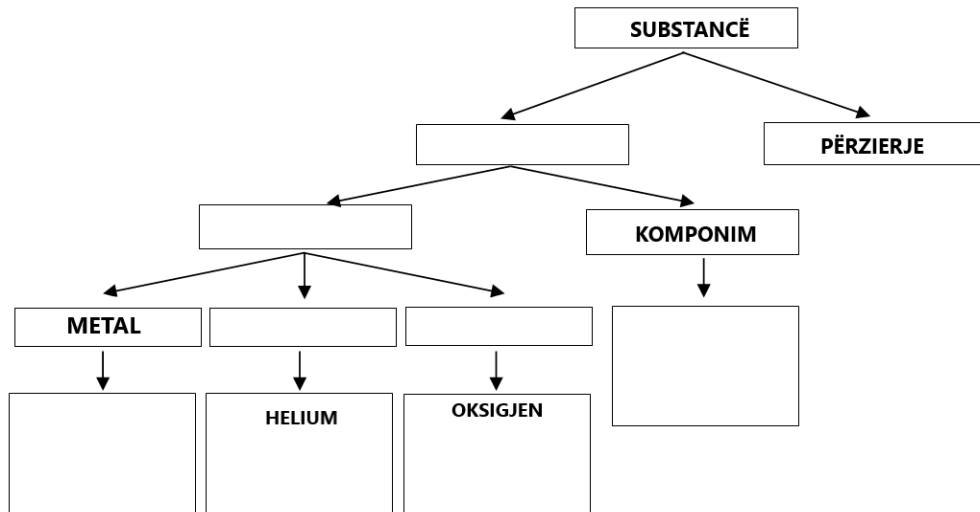 SUBSTANCË
PËRZIERJE
KOMPONIM
METAL
HELIUM
OKSIGJEN